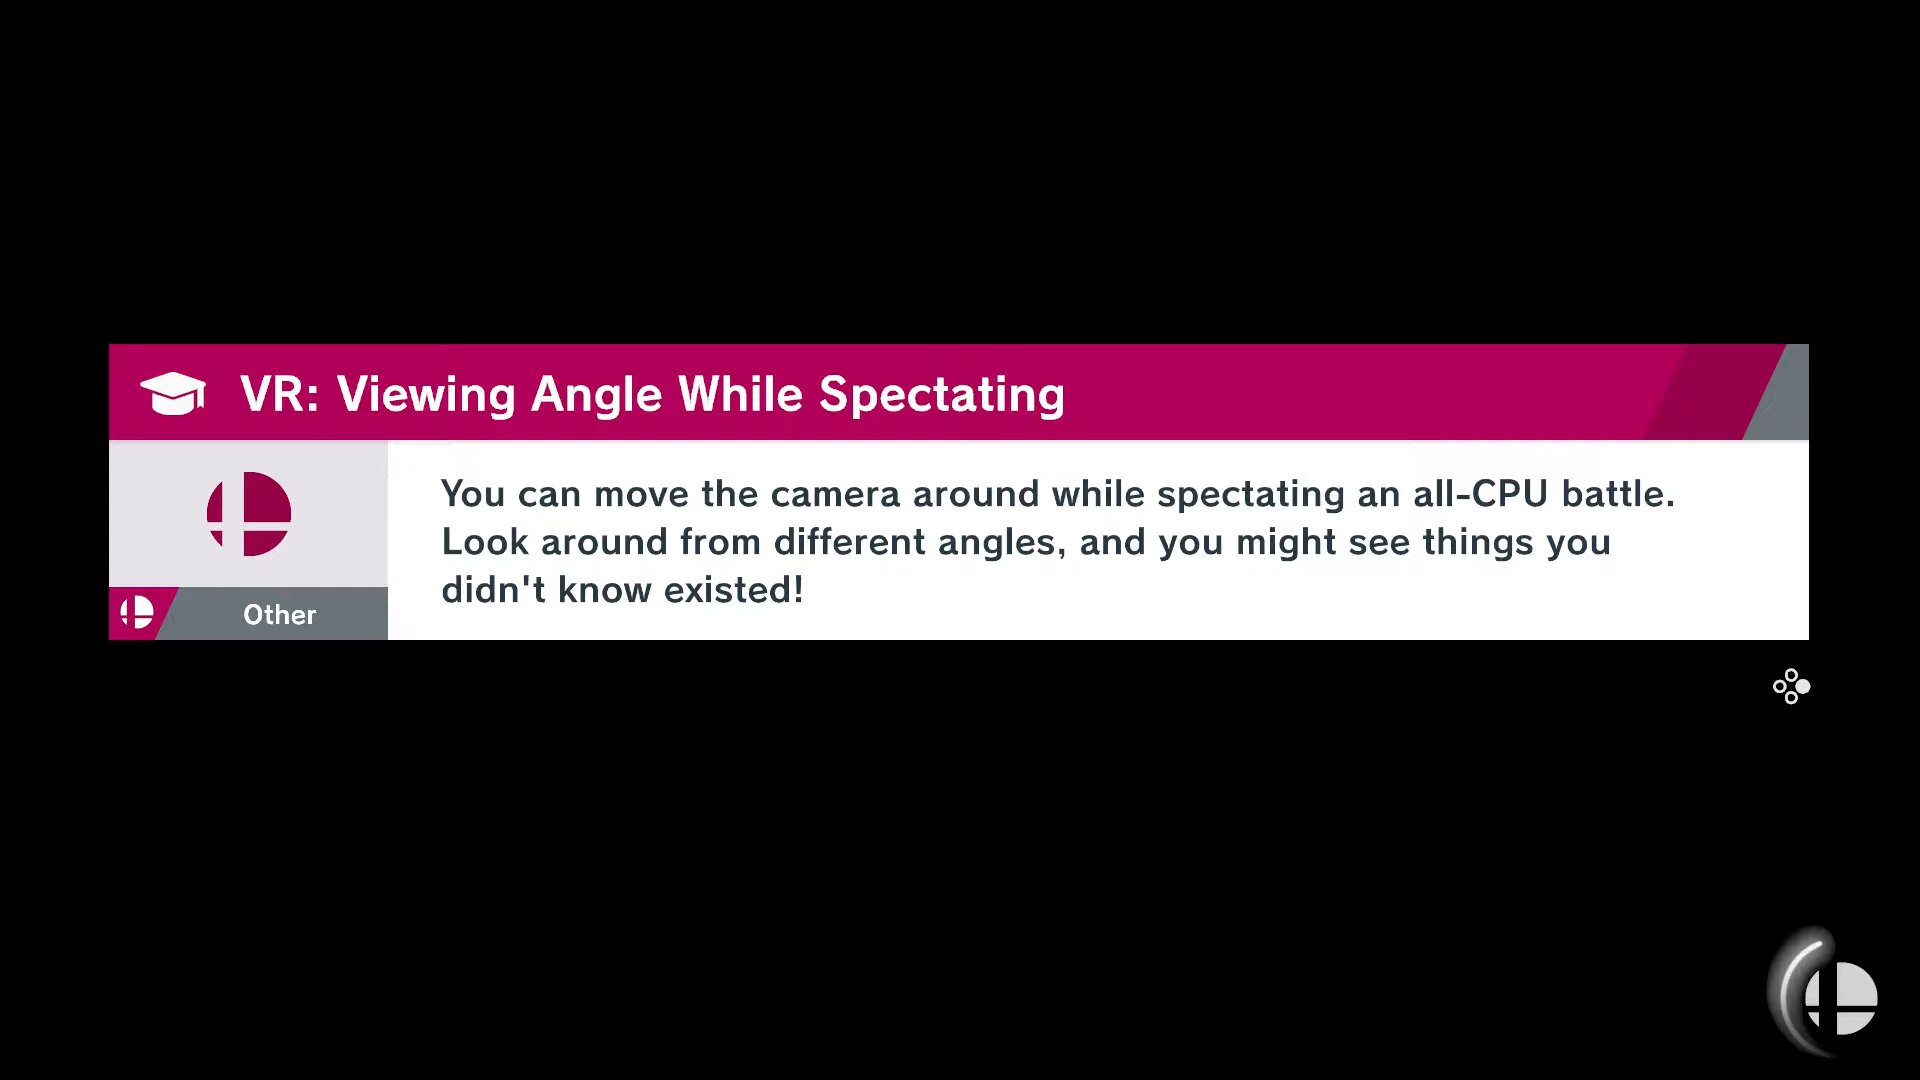 VR: Viewing Angle While Spectating
You can move the camera around while spectating an all-CPU battle.
Look around from different angles, and you might see things you
didn't know existed!
Other